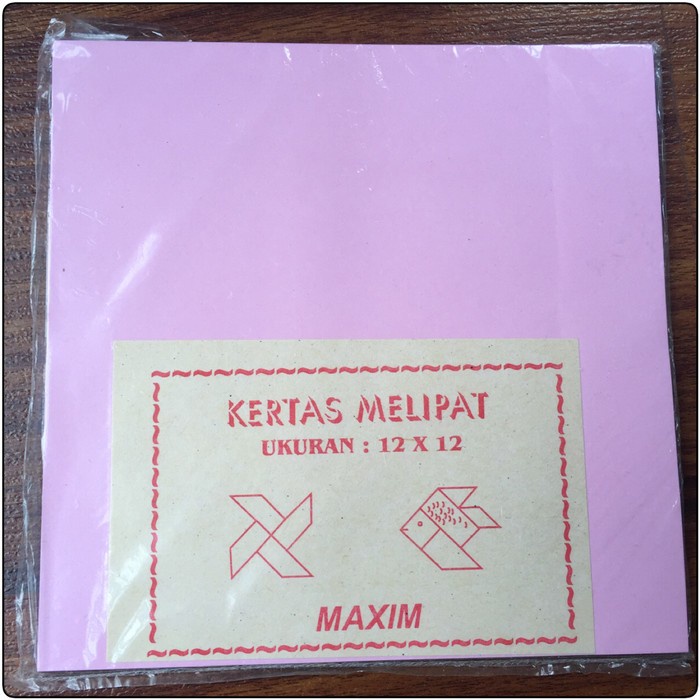 KERTAS MELIPAT
UKURAN : 12 X 12
MAXIM